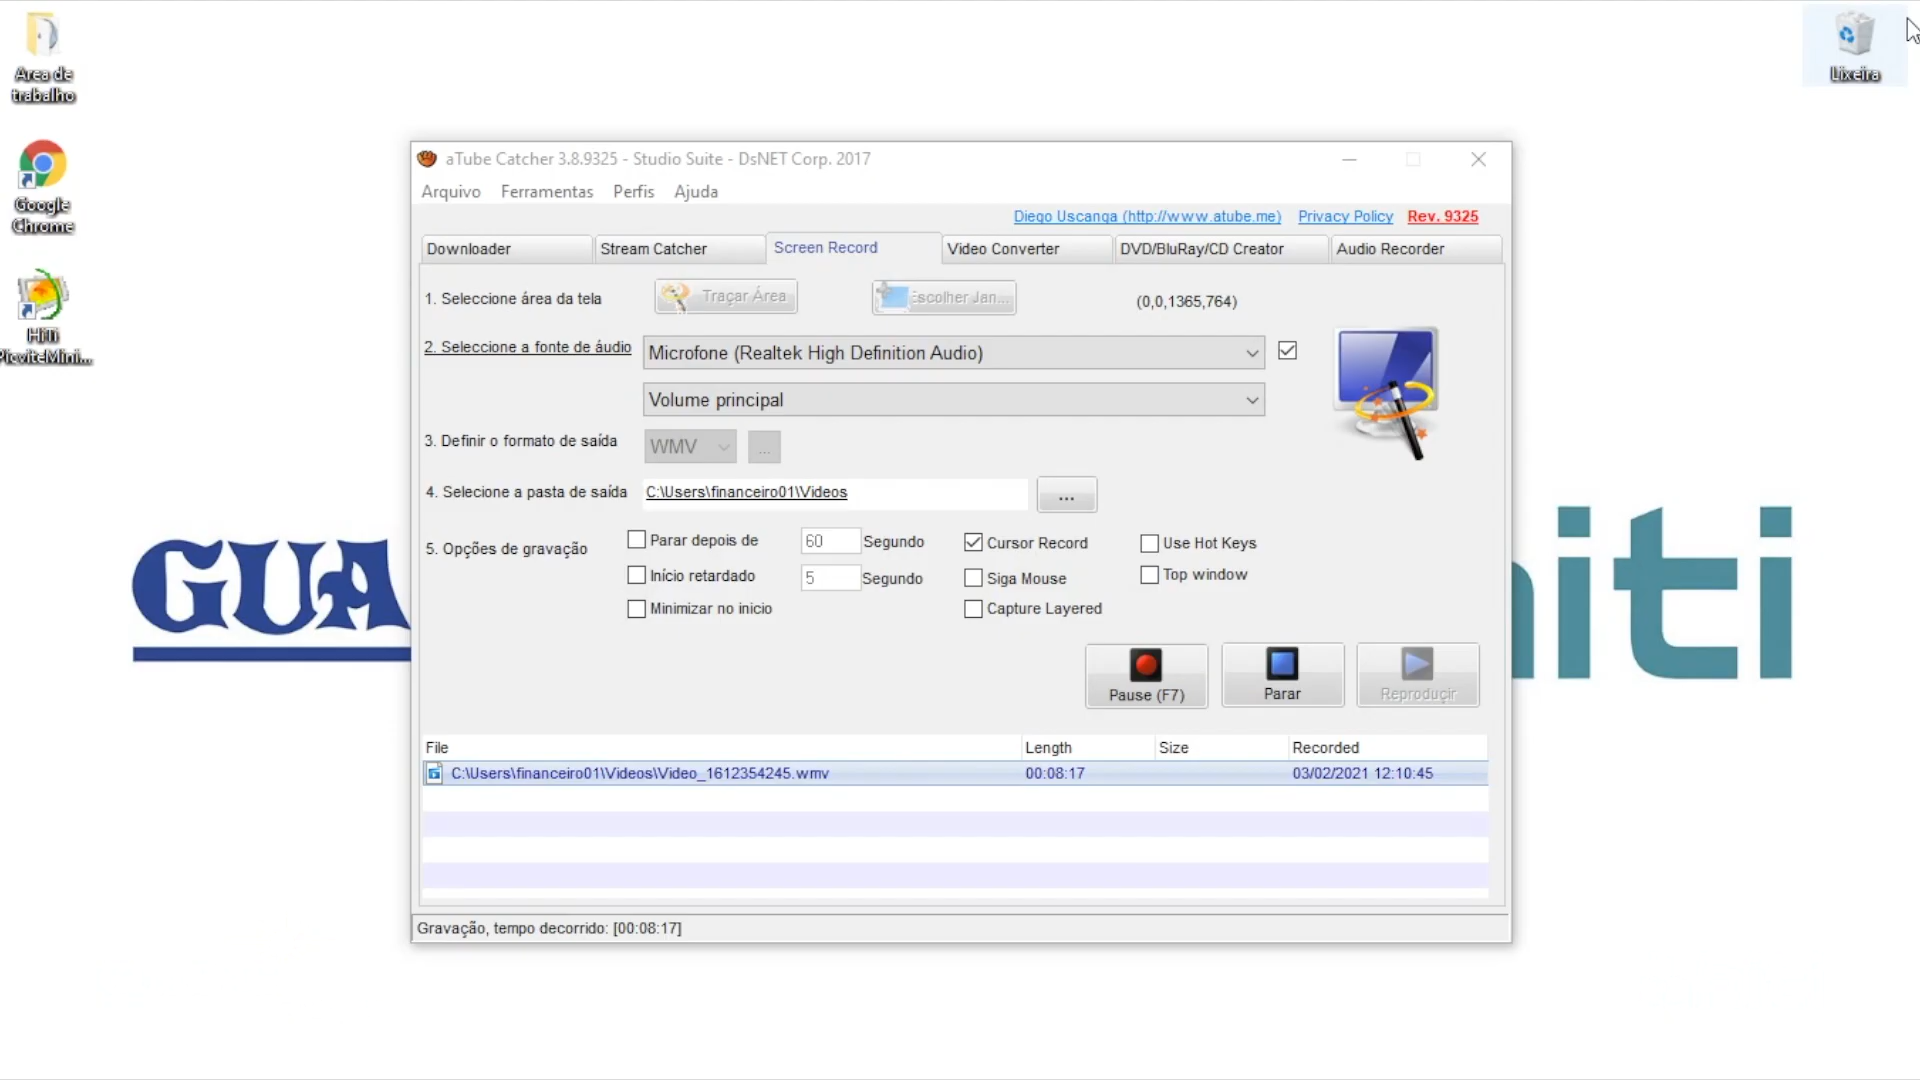 Area de
trabalho
Google
Chrome
Hiti
Lixeira
aTube Catcher 3.8.9325 - Studio Suite - DsNET Corp. 2017
Arquivo Ferramentas Perfis Ajuda
Diego Uscanga (http://www.atube.me) Privacy Policy Rev. 9325
Downloader Stream Catcher Screen Record Video Converter DVD/BluRay/CD Creator Audio Recorder
1. Seleccione área da tela Traçar Área Escolher Jan... (0,0,1365,764)
2. Seleccione a fonte de áudio Microfone (Realtek High Definition Audio)
Volume principal
3. Definir o formato de saída WMV ...
4. Selecione a pasta de saída C:\Users\financeiro01\Videos ...
5. Opções de gravação
Parar depois de 60 Segundo Cursor Record Use Hot Keys
Início retardado 5 Segundo Siga Mouse Top window
Minimizar no inicio Capture Layered
Pause (F7) Parar Reproduçir
File Length Size Recorded
C:\Users\financeiro01\Videos\Video_1612354245.wmv 00:08:17 03/02/2021 12:10:45
Gravação, tempo decorrido: [00:08:17]
GUA
iti